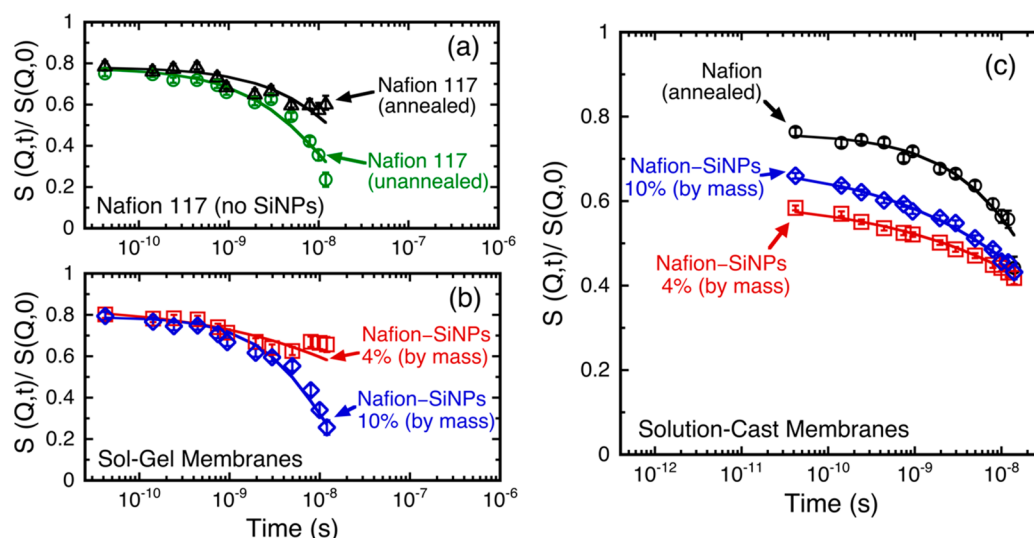 (a)
S (Q,t)/ S(Q,0)
1
0.8
0.6
0.4
0.2
0
Nafion 117
(annealed)
Nafion 117
(unannealed)
Nafion 117 (no SiNPs)
10⁻¹⁰
10⁻⁹
10⁻⁸
10⁻⁷
10⁻⁶
(b)
S (Q,t)/ S(Q,0)
1
0.8
0.6
0.4
0.2
0
Nafion–SiNPs
4% (by mass)
Nafion–SiNPs
10% (by mass)
Sol-Gel Membranes
10⁻¹⁰
10⁻⁹
10⁻⁸
10⁻⁷
10⁻⁶
Time (s)
(c)
S (Q,t)/ S(Q,0)
1
0.8
0.6
0.4
0.2
0
Nafion
(annealed)
Nafion–SiNPs
10% (by mass)
Nafion–SiNPs
4% (by mass)
Solution-Cast Membranes
10⁻¹²
10⁻¹¹
10⁻¹⁰
10⁻⁹
10⁻⁸
Time (s)